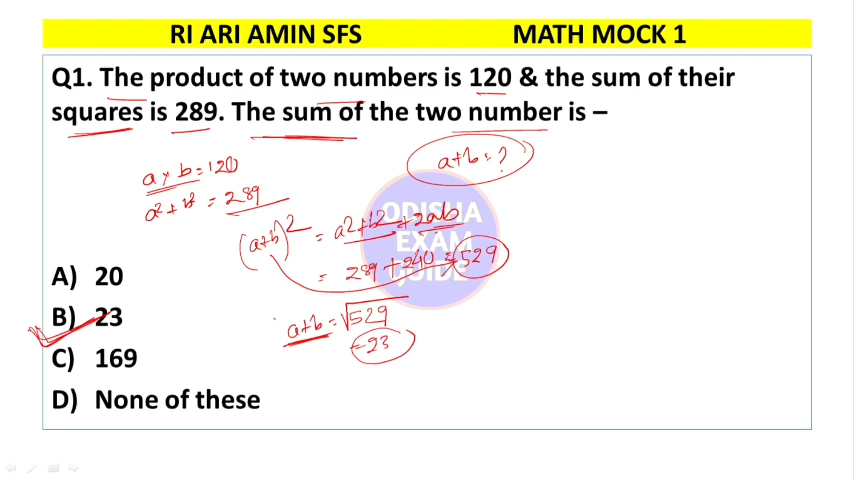 RI ARI AMIN SFS MATH MOCK 1
Q1. The product of two numbers is 120 & the sum of their
squares is 289. The sum of the two number is –
a+b=?
a x b=120
a²+b²=289
(a+b)²=a²+b²+2ab
=289+240=529
a+b=√529
=23
ODISHA
EXAM
GUIDE
A) 20
B) 23
C) 169
D) None of these